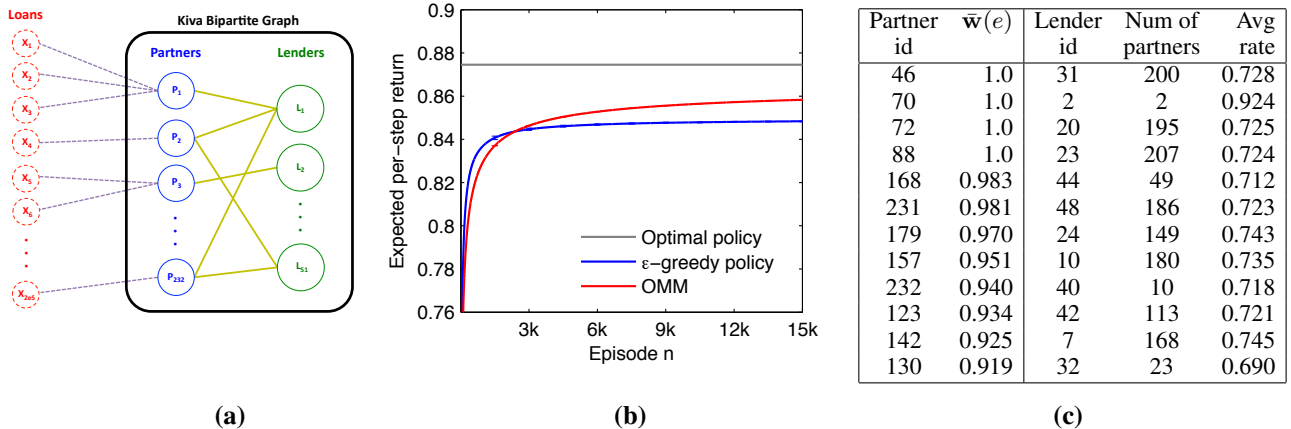 Loans
Kiva Bipartite Graph
Partners
Lenders
X1
X2
X3
X4
X5
X6
X2e5
P1
P2
P3
P232
L1
L2
L51
(a)
Expected per-step return
0.9
0.88
0.86
0.84
0.82
0.8
0.78
0.76
3k 6k 9k 12k 15k
Episode n
Optimal policy
ε-greedy policy
OMM
(b)
Partner id w̄(e) Lender id Num of partners Avg rate
46 1.0 31 200 0.728
70 1.0 2 2 0.924
72 1.0 20 195 0.725
88 1.0 23 207 0.724
168 0.983 44 49 0.712
231 0.981 48 186 0.723
179 0.970 24 149 0.743
157 0.951 10 180 0.735
232 0.940 40 10 0.718
123 0.934 42 113 0.721
142 0.925 7 168 0.745
130 0.919 32 23 0.690
(c)